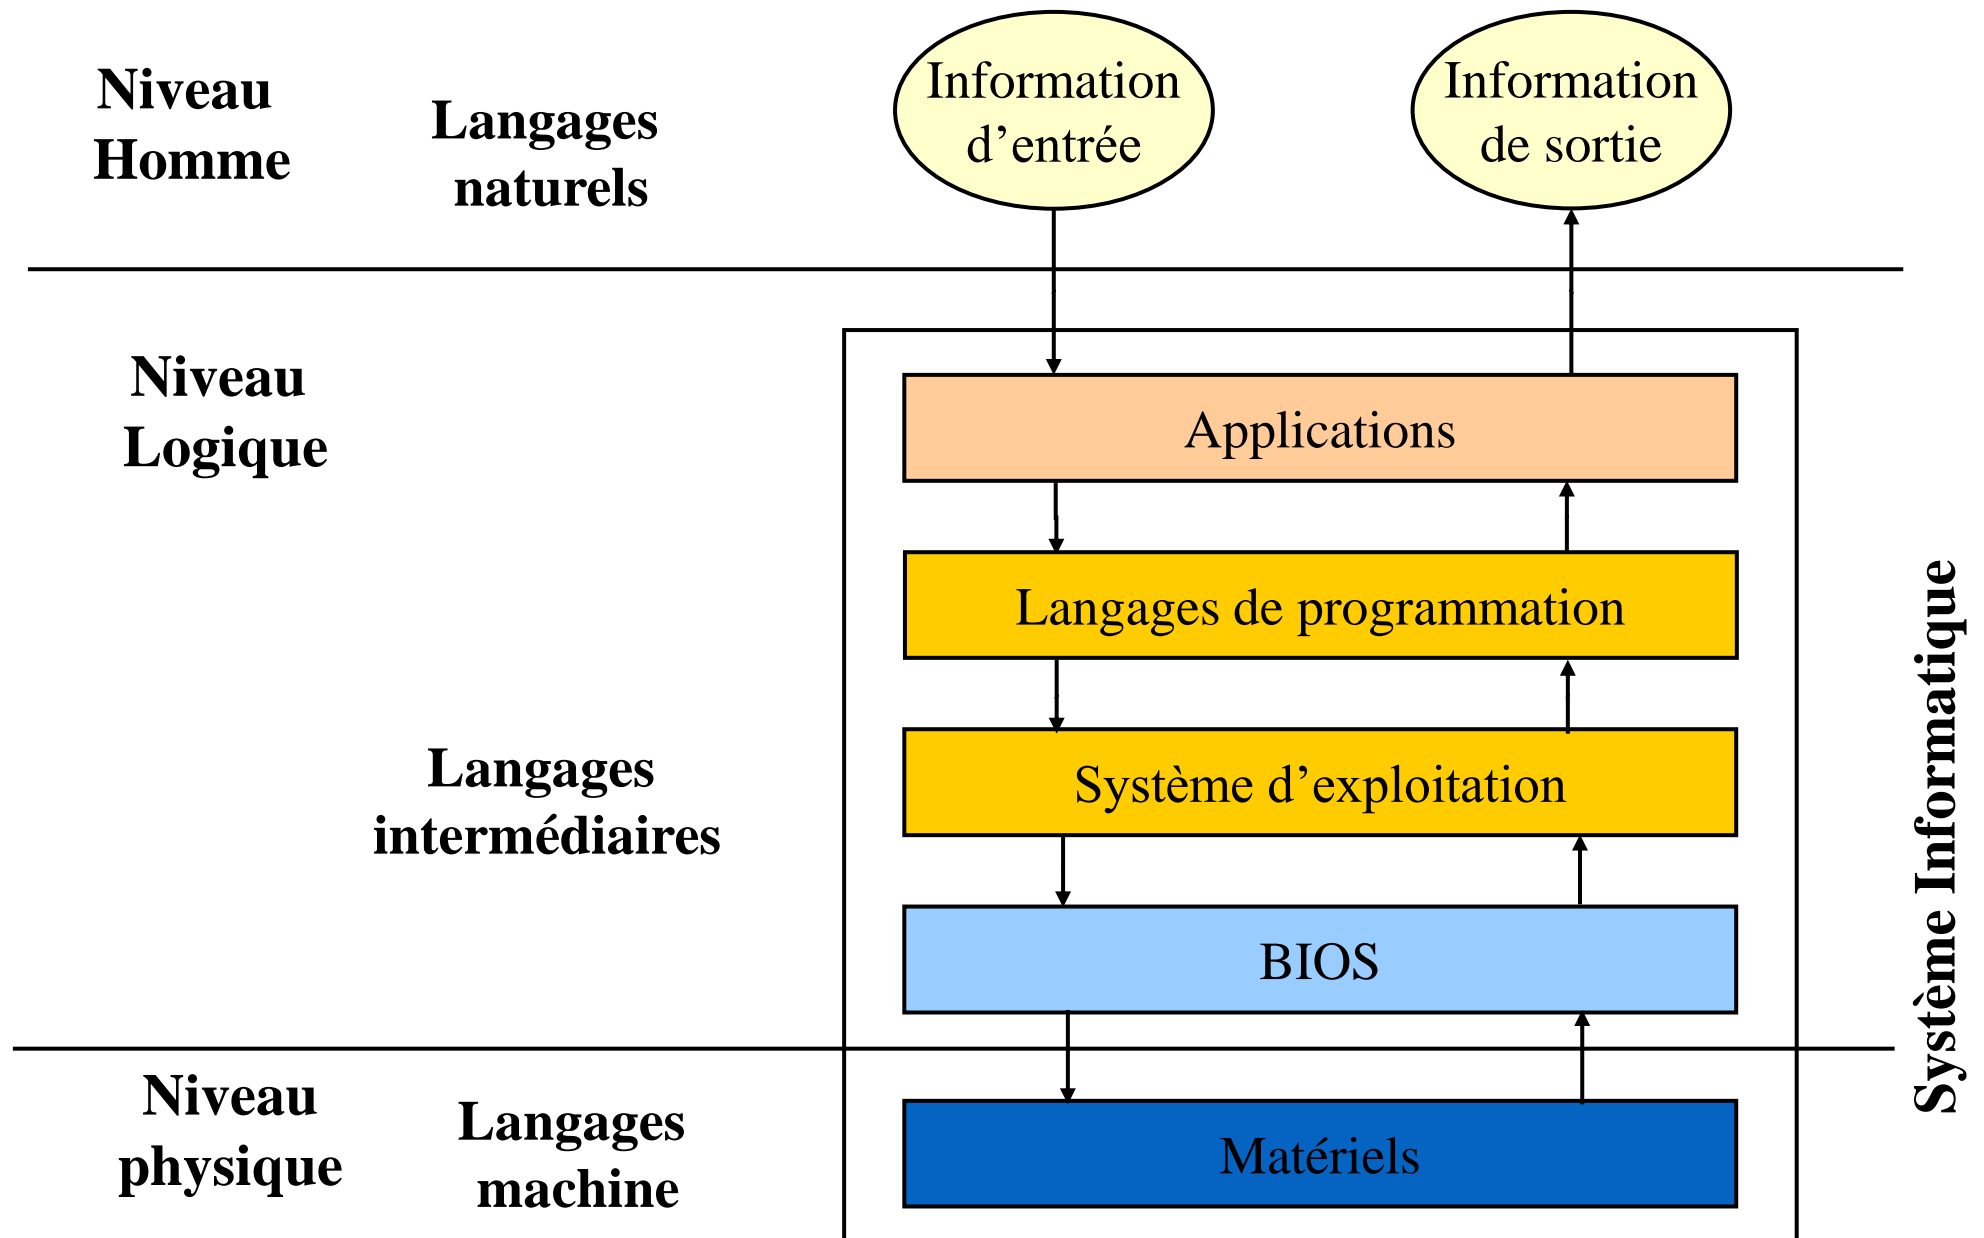 Niveau
Homme
Langages
naturels
Information
d’entrée
Information
de sortie
Niveau
Logique
Applications
Langages de programmation
Langages
intermédiaires
Système d’exploitation
BIOS
Système Informatique
Niveau
physique
Langages
machine
Matériels